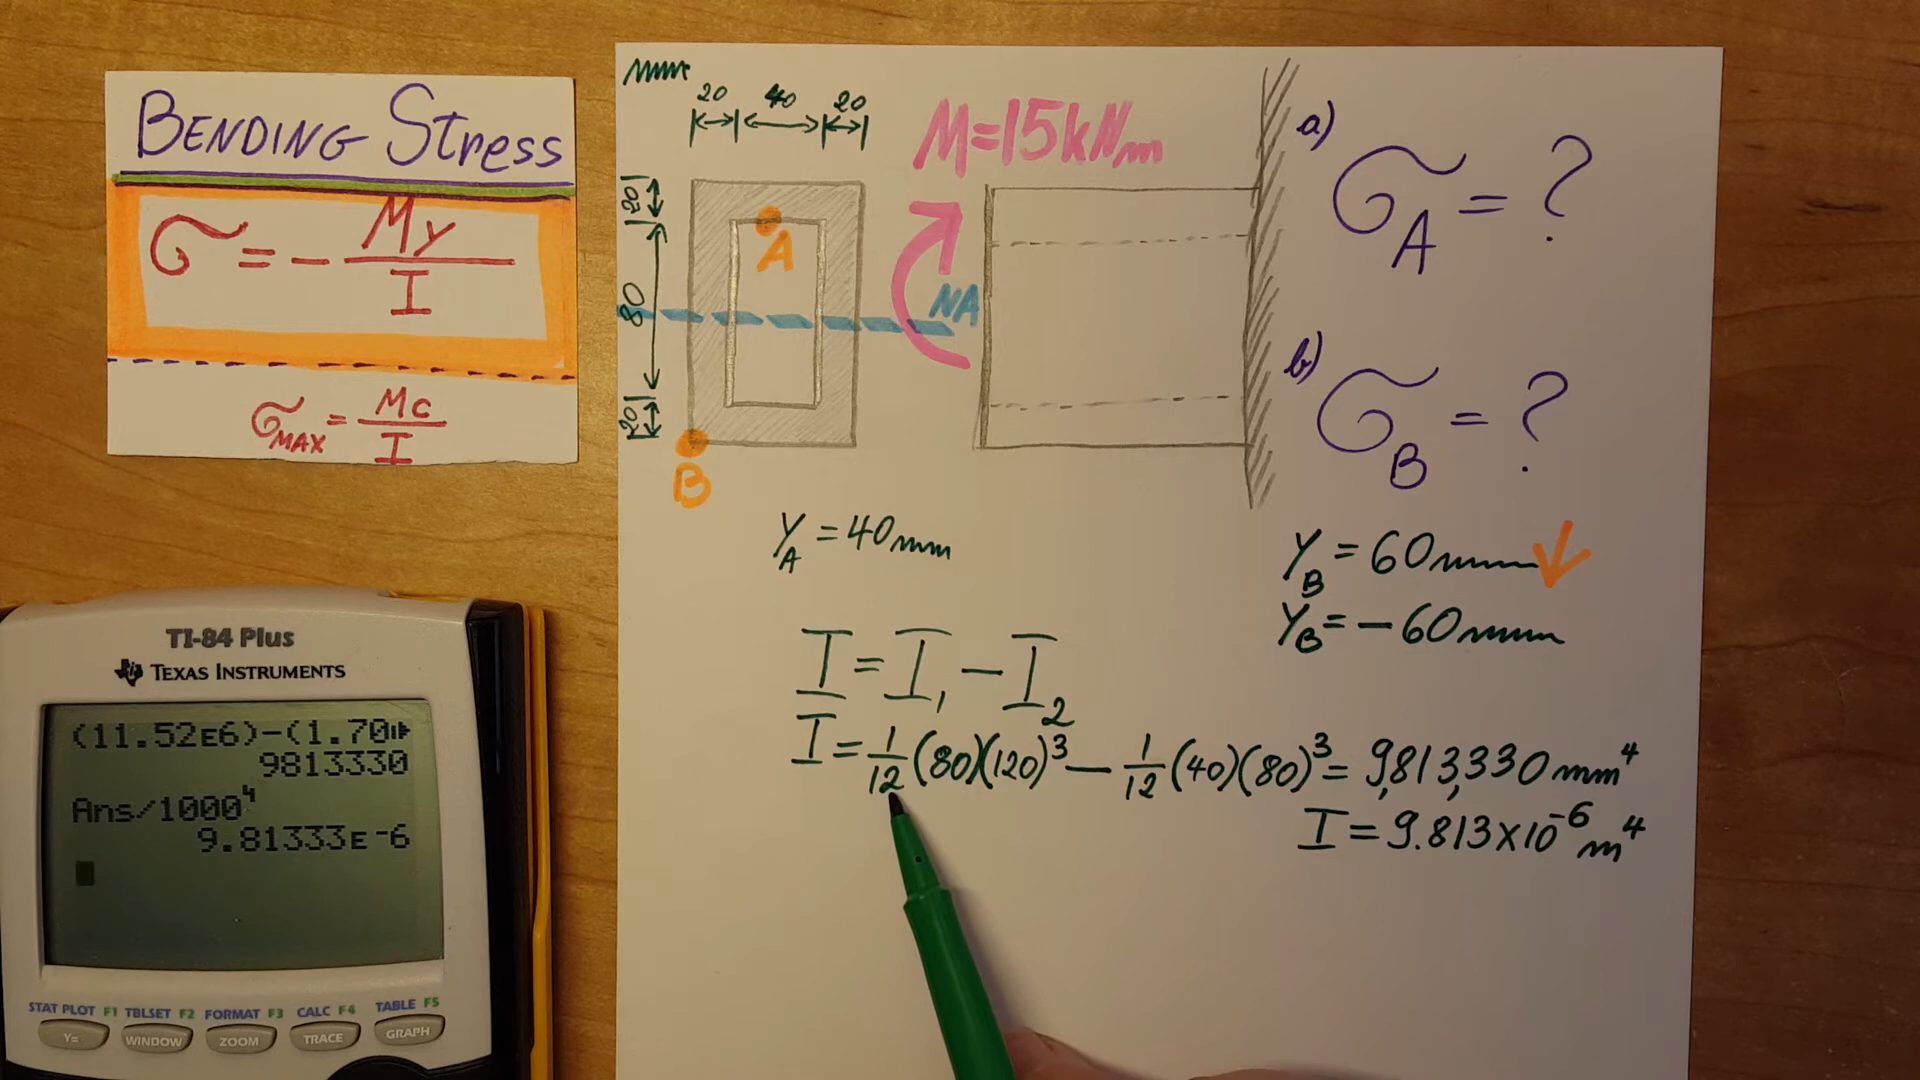 BENDING Stress
σ = - My / I
σMAX = Mc / I
mm
20 40 20
M=15kNm
20
80
20
A
NA
B
a)
σA = ?
b)
σB = ?
yA = 40mm
yB = 60mm ↓
yB = -60mm
I = I1 - I2
I = 1/12 (80)(120)³ - 1/12 (40)(80)³ = 9,813,330 mm⁴
I = 9.813 x 10⁻⁶ m⁴
TI-84 Plus
TEXAS INSTRUMENTS
(11.52E6)-(1.70
9813330
Ans/1000⁴
9.81333E-6
STAT PLOT F1 TBLSET F2 FORMAT F3 CALC F4 TABLE F5
Y= WINDOW ZOOM TRACE GRAPH